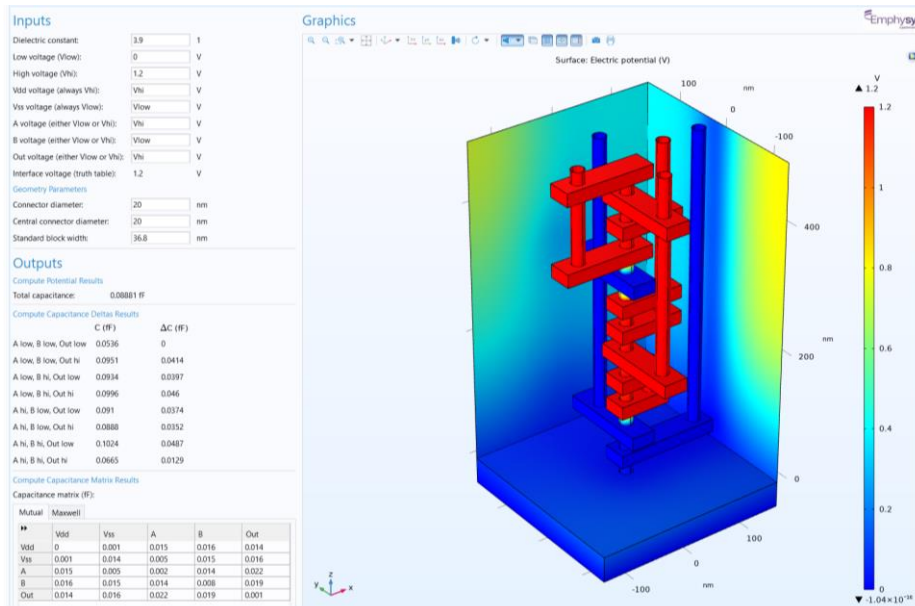 Inputs
Dielectric constant: 3.9 1
Low voltage (Vlow): 0 V
High voltage (Vhi): 1.2 V
Vdd voltage (always Vhi) Vhi V
Vss voltage (always Vlow) Vlow V
A voltage (either Vlow or Vhi): Vhi V
B voltage (either Vlow or Vhi): Vlow V
Out voltage (either Vlow or Vhi): Vhi V
Interface voltage (truth table): 1.2 V
Geometry Parameters
Connector diameter: 20 nm
Central connector diameter: 20 nm
Standard block width: 36.8 nm
Outputs
Compute Potential Results
Total capacitance: 0.08881 fF
Compute Capacitance Deltas Results
C (fF) ΔC (fF)
A low, B low, Out low 0.0536 0
A low, B low, Out hi 0.0951 0.0414
A low, B hi, Out low 0.0934 0.0397
A low, B hi, Out hi 0.0996 0.046
A hi, B low, Out low 0.091 0.0374
A hi, B low, Out hi 0.0888 0.0352
A hi, B hi, Out low 0.1024 0.0487
A hi, B hi, Out hi 0.0665 0.0129
Compute Capacitance Matrix Results
Capacitance matrix (fF):
Mutual Maxwell
Vdd Vss A B Out
Vdd 0 0.001 0.015 0.016 0.014
Vss 0.001 0.014 0.005 0.015 0.016
A 0.015 0.005 0.002 0.014 0.022
B 0.016 0.015 0.014 0.008 0.019
Out 0.014 0.016 0.022 0.019 0.001
Graphics
Emphysy
Surface: Electric potential (V)
100
nm
0
-100
400
nm
200
0
100
0
nm
-100
z
y
x
V
▲ 1.2
1.2
1
0.8
0.6
0.4
0.2
0